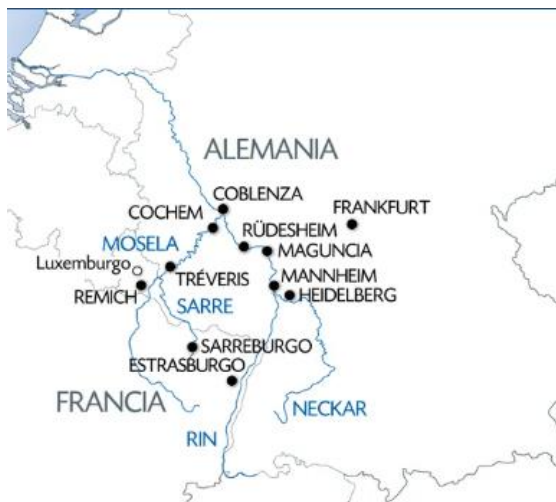 ALEMANIA
COBLENZA
COCHEM
FRANKFURT
RÜDESHEIM
MOSELA
MAGUNCIA
Luxemburgo
TRÉVERIS
MANNHEIM
REMICH
HEIDELBERG
SARRE
SARREBURGO
ESTRASBURGO
FRANCIA
NECKAR
RIN